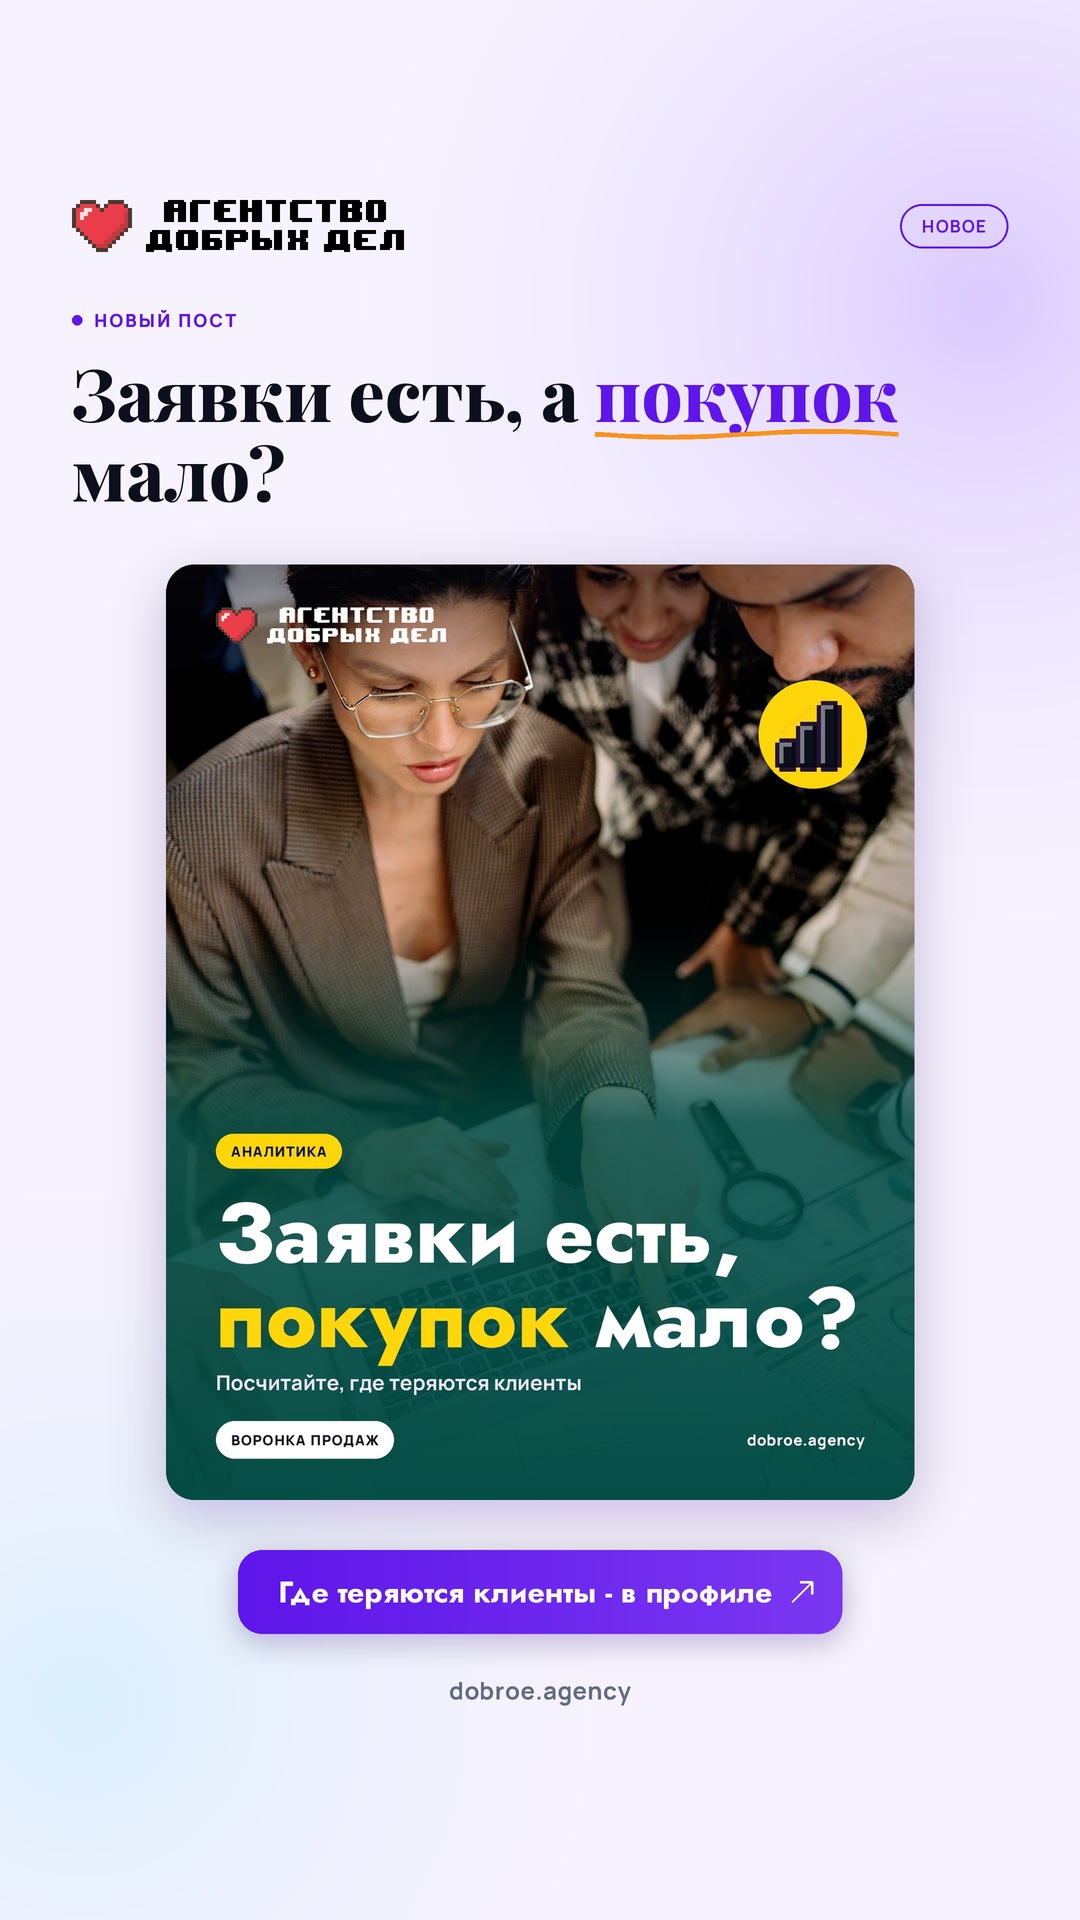 АГЕНТСТВО
ДОБРЫХ ДЕЛ
НОВОЕ
НОВЫЙ ПОСТ
Заявки есть, а покупок
мало?
АГЕНТСТВО
ДОБРЫХ ДЕЛ
АНАЛИТИКА
Заявки есть,
покупок мало?
Посчитайте, где теряются клиенты
ВОРОНКА ПРОДАЖ
dobroe.agency
Где теряются клиенты - в профиле
dobroe.agency